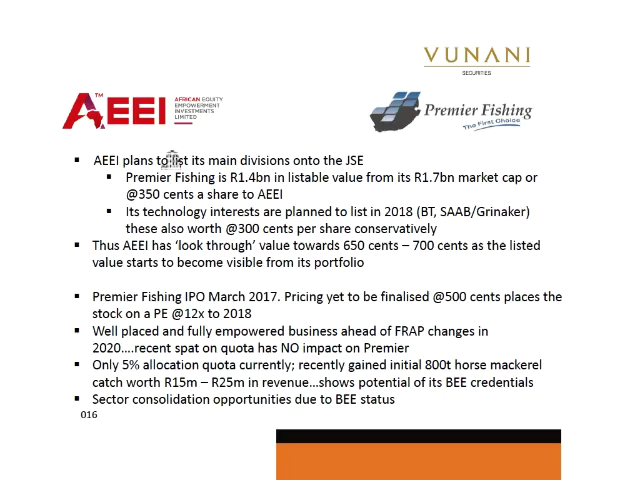 VUNANI
SECURITIES
AEEI™ AFRICAN EQUITY
EMPOWERMENT
INVESTMENTS
LIMITED
Premier Fishing
"The First Choice"
▪ AEEI plans to list its main divisions onto the JSE
▪ Premier Fishing is R1.4bn in listable value from its R1.7bn market cap or
@350 cents a share to AEEI
▪ Its technology interests are planned to list in 2018 (BT, SAAB/Grinaker)
these also worth @300 cents per share conservatively
▪ Thus AEEI has ‘look through’ value towards 650 cents – 700 cents as the listed
value starts to become visible from its portfolio
▪ Premier Fishing IPO March 2017. Pricing yet to be finalised @500 cents places the
stock on a PE @12x to 2018
▪ Well placed and fully empowered business ahead of FRAP changes in
2020….recent spat on quota has NO impact on Premier
▪ Only 5% allocation quota currently; recently gained initial 800t horse mackerel
catch worth R15m – R25m in revenue…shows potential of its BEE credentials
▪ Sector consolidation opportunities due to BEE status
016